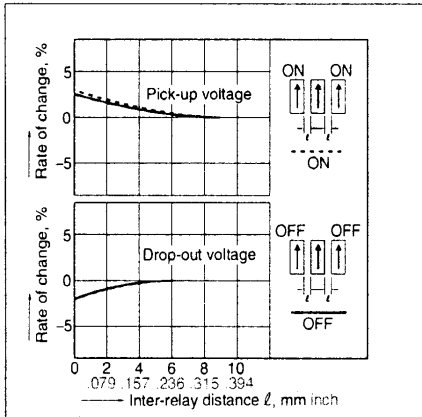 Rate of change, %
5
0
−5
Pick-up voltage
ON ON
ℓ ℓ
ON
Rate of change, %
5
0
−5
Drop-out voltage
OFF OFF
ℓ ℓ
OFF
0 2 4 6 8 10
.079 .157 .236 .315 .394
Inter-relay distance ℓ, mm inch